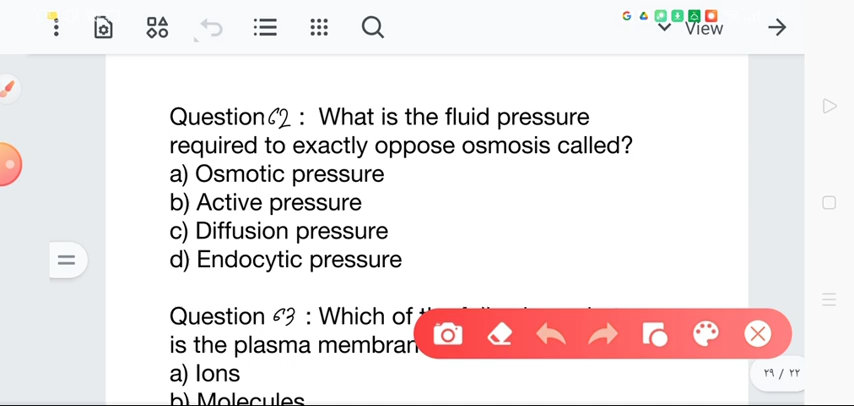 View
Question 62 : What is the fluid pressure
required to exactly oppose osmosis called?
a) Osmotic pressure
b) Active pressure
c) Diffusion pressure
d) Endocytic pressure
Question 63 : Which of
is the plasma membran
a) Ions
b) Molecules
٢٩ / ٢٢